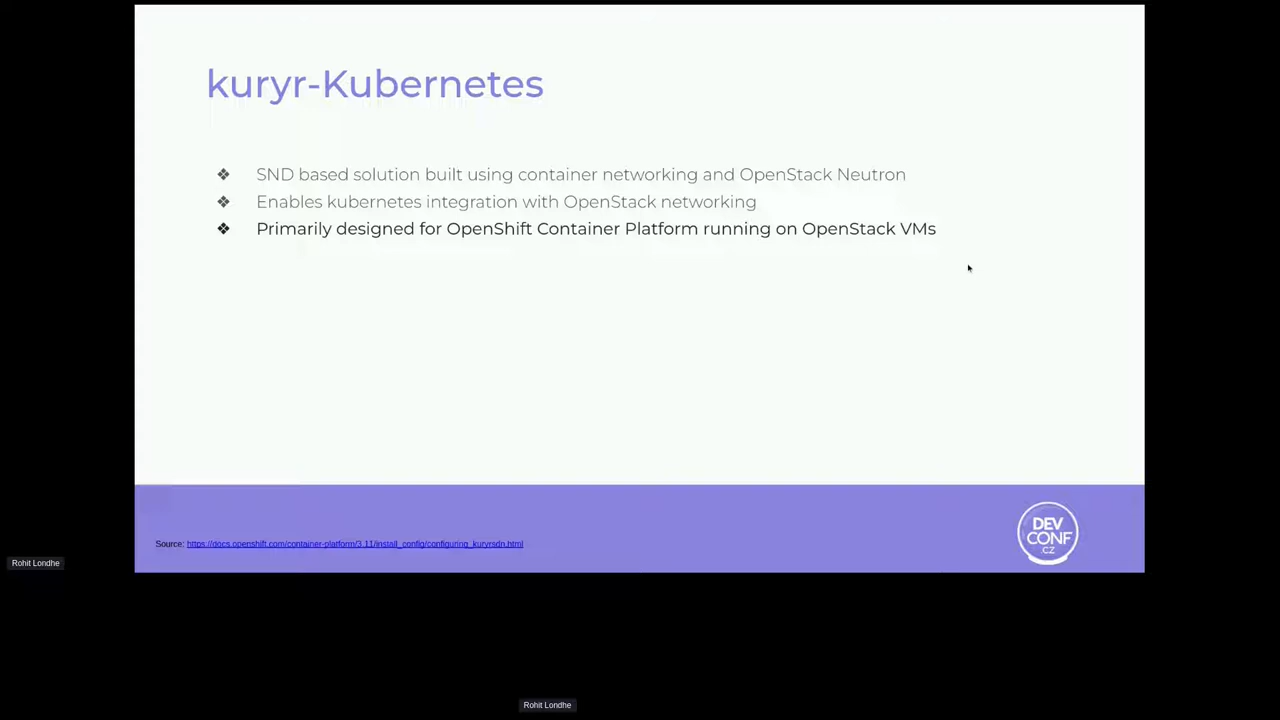 kuryr-Kubernetes
❖ SND based solution built using container networking and OpenStack Neutron
❖ Enables kubernetes integration with OpenStack networking
❖ Primarily designed for OpenShift Container Platform running on OpenStack VMs
DEV
CONF
.CZ
Source: https://docs.openshift.com/container-platform/3.11/install_config/configuring_kuryrsdn.html
Rohit Londhe
Rohit Londhe